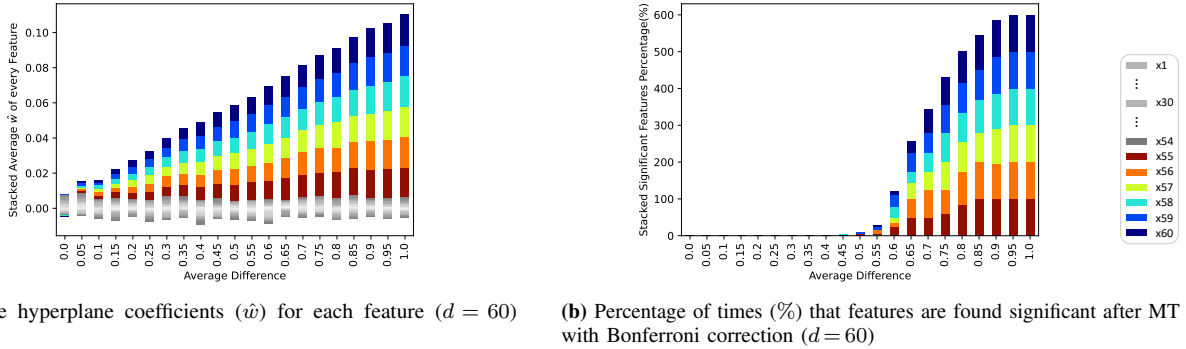 0.10
0.08
0.06
0.04
0.02
0.00
Stacked Average ŵ of every Feature
0.0 0.05 0.1 0.15 0.2 0.25 0.3 0.35 0.4 0.45 0.5 0.55 0.6 0.65 0.7 0.75 0.8 0.85 0.9 0.95 1.0
Average Difference
600
500
400
300
200
100
0
Stacked Significant Features Percentage(%)
0.0 0.05 0.1 0.15 0.2 0.25 0.3 0.35 0.4 0.45 0.5 0.55 0.6 0.65 0.7 0.75 0.8 0.85 0.9 0.95 1.0
Average Difference
x1
⋮
x30
⋮
x54
x55
x56
x57
x58
x59
x60
e hyperplane coefficients (ŵ) for each feature (d = 60)
(b) Percentage of times (%) that features are found significant after MT
with Bonferroni correction (d = 60)